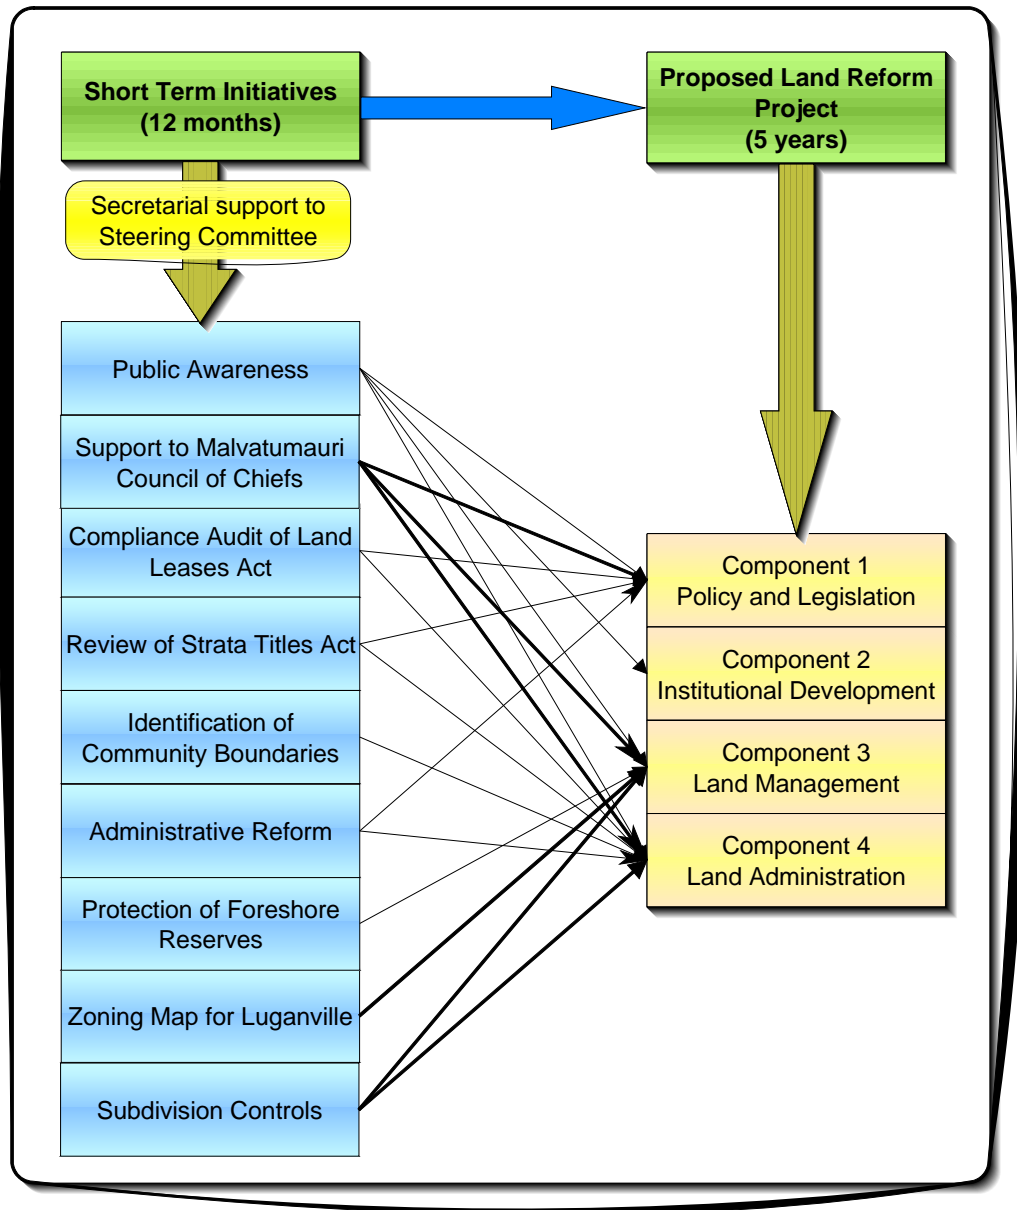 Short Term Initiatives
(12 months)
Proposed Land Reform
Project
(5 years)
Secretarial support to
Steering Committee
Public Awareness
Support to Malvatumauri
Council of Chiefs
Compliance Audit of Land
Leases Act
Review of Strata Titles Act
Identification of
Community Boundaries
Administrative Reform
Protection of Foreshore
Reserves
Zoning Map for Luganville
Subdivision Controls
Component 1
Policy and Legislation
Component 2
Institutional Development
Component 3
Land Management
Component 4
Land Administration